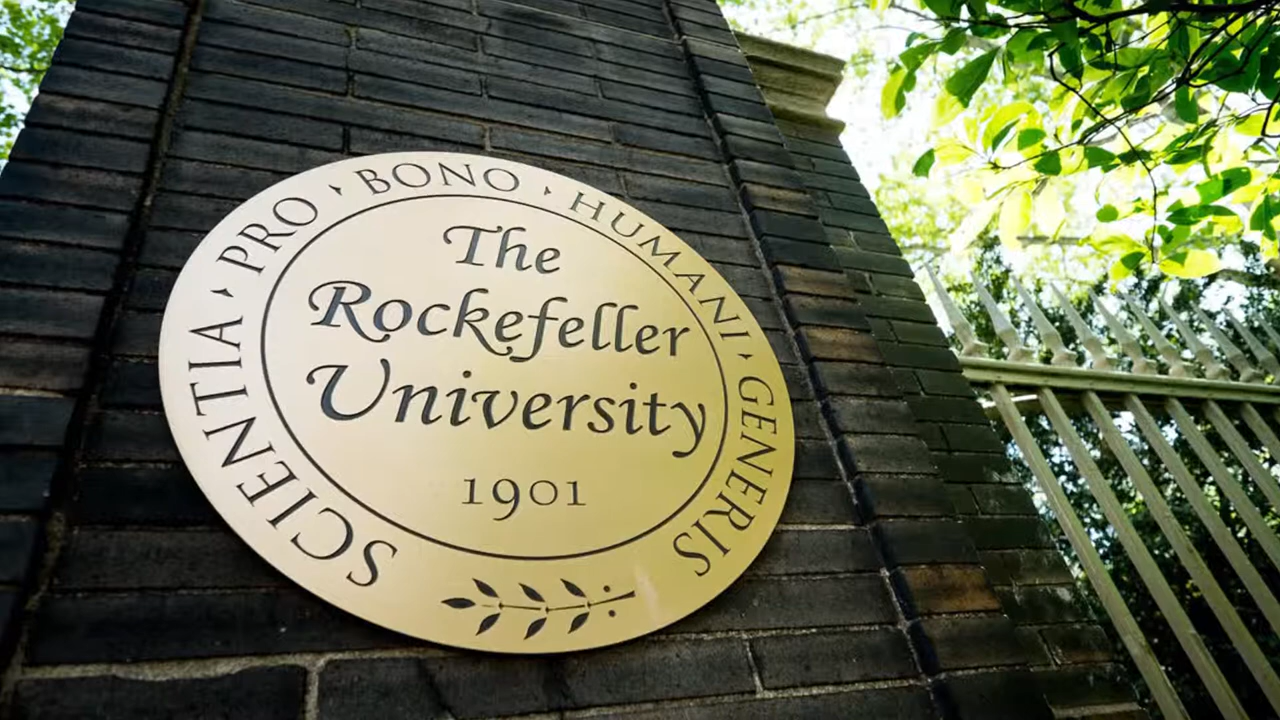 SCIENTIA · PRO · BONO · HUMANI · GENERIS
The
Rockefeller
University
1901